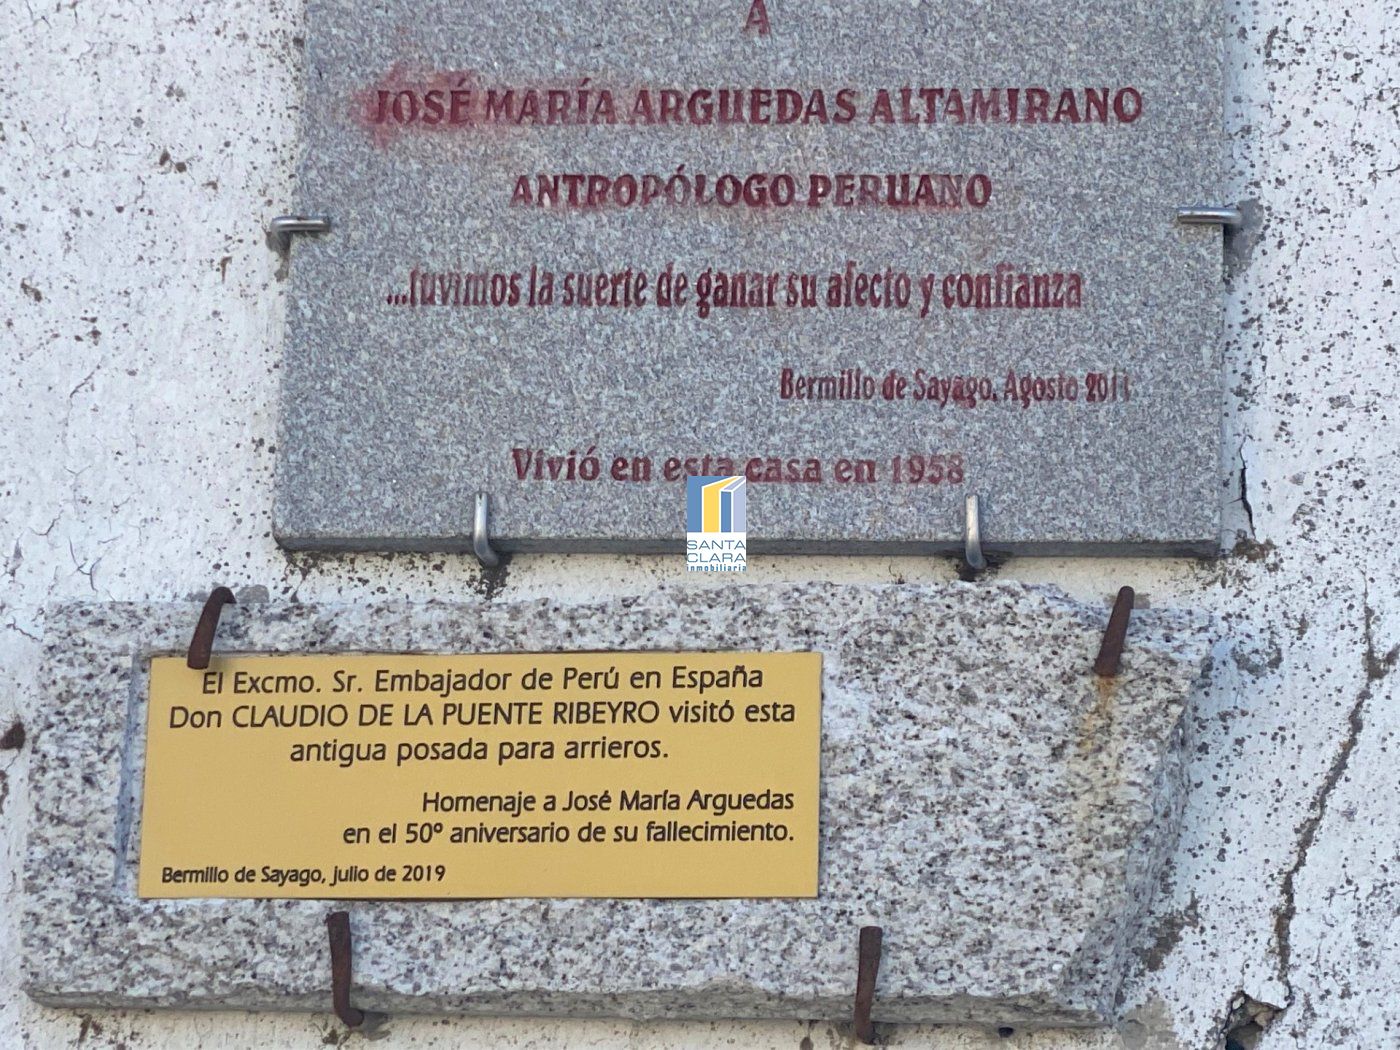 A
JOSÉ MARÍA ARGUEDAS ALTAMIRANO
ANTROPÓLOGO PERUANO
...tuvimos la suerte de ganar su afecto y confianza
Bermillo de Sayago, Agosto 2011
Vivió en esta casa en 1958
SANTA
CLARA
inmobiliaria
El Excmo. Sr. Embajador de Perú en España
Don CLAUDIO DE LA PUENTE RIBEYRO visitó esta
antigua posada para arrieros.
Homenaje a José María Arguedas
en el 50º aniversario de su fallecimiento.
Bermillo de Sayago, julio de 2019